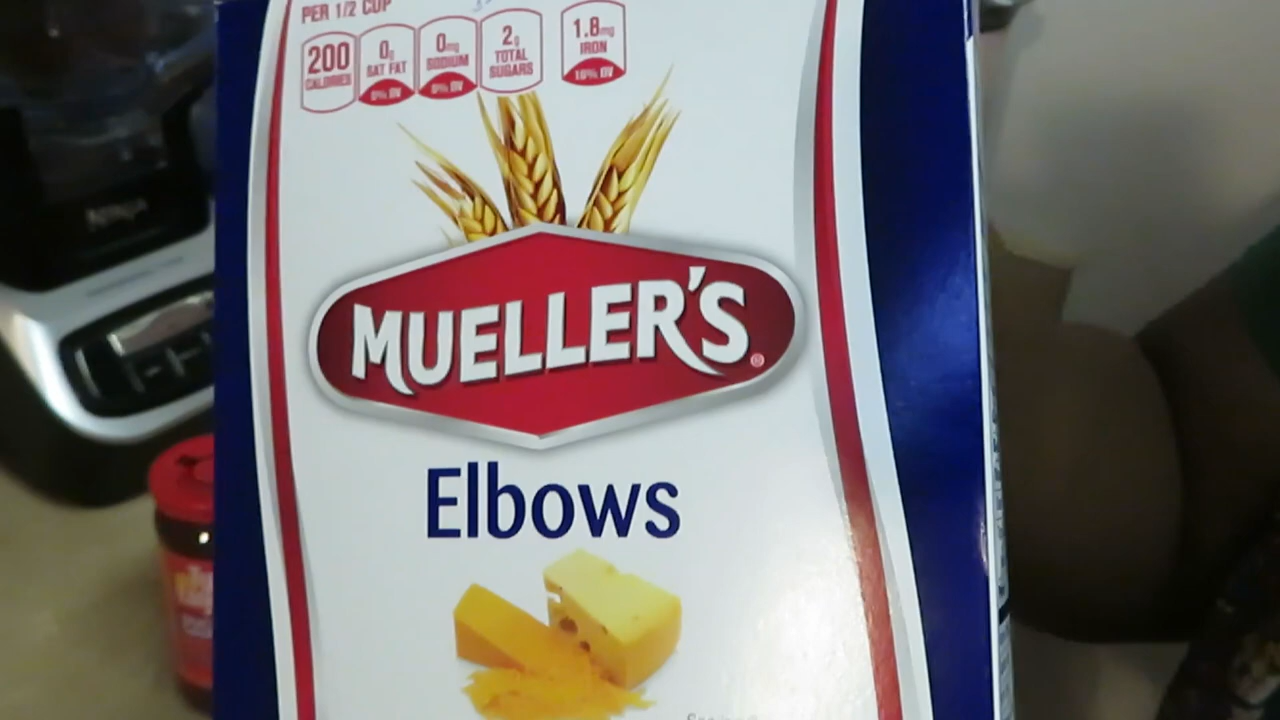 PER 1/2 CUP
200
CALORIES
0g
SAT FAT
0% DV
0mg
SODIUM
0% DV
2g
TOTAL
SUGARS
1.8mg
IRON
10% DV
MUELLER'S®
Elbows
Ninja